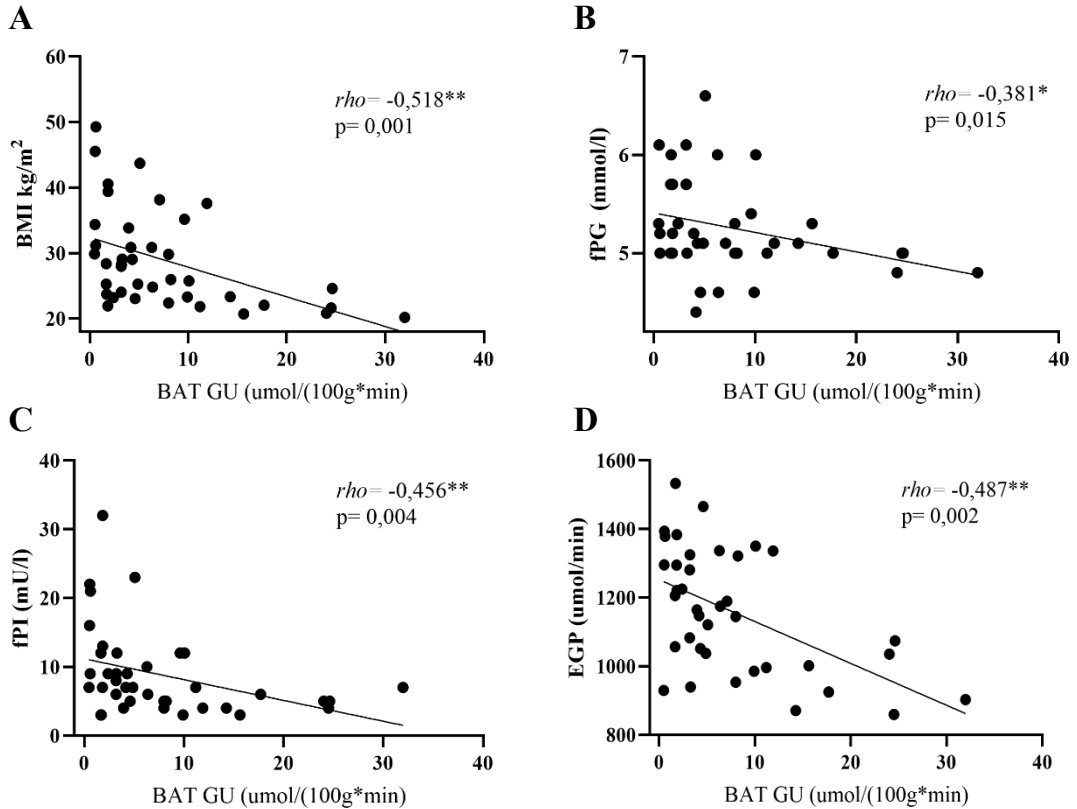 A
BMI kg/m²
60
50
40
30
20
rho= -0,518**
p= 0,001
0 10 20 30 40
BAT GU (umol/(100g*min)
B
fPG (mmol/l)
7
6
5
rho= -0,381*
p= 0,015
0 10 20 30 40
BAT GU (umol/(100g*min)
C
fPI (mU/l)
40
30
20
10
0
rho= -0,456**
p= 0,004
0 10 20 30 40
BAT GU (umol/(100g*min)
D
EGP (umol/min)
1600
1400
1200
1000
800
rho= -0,487**
p= 0,002
0 10 20 30 40
BAT GU (umol/(100g*min)